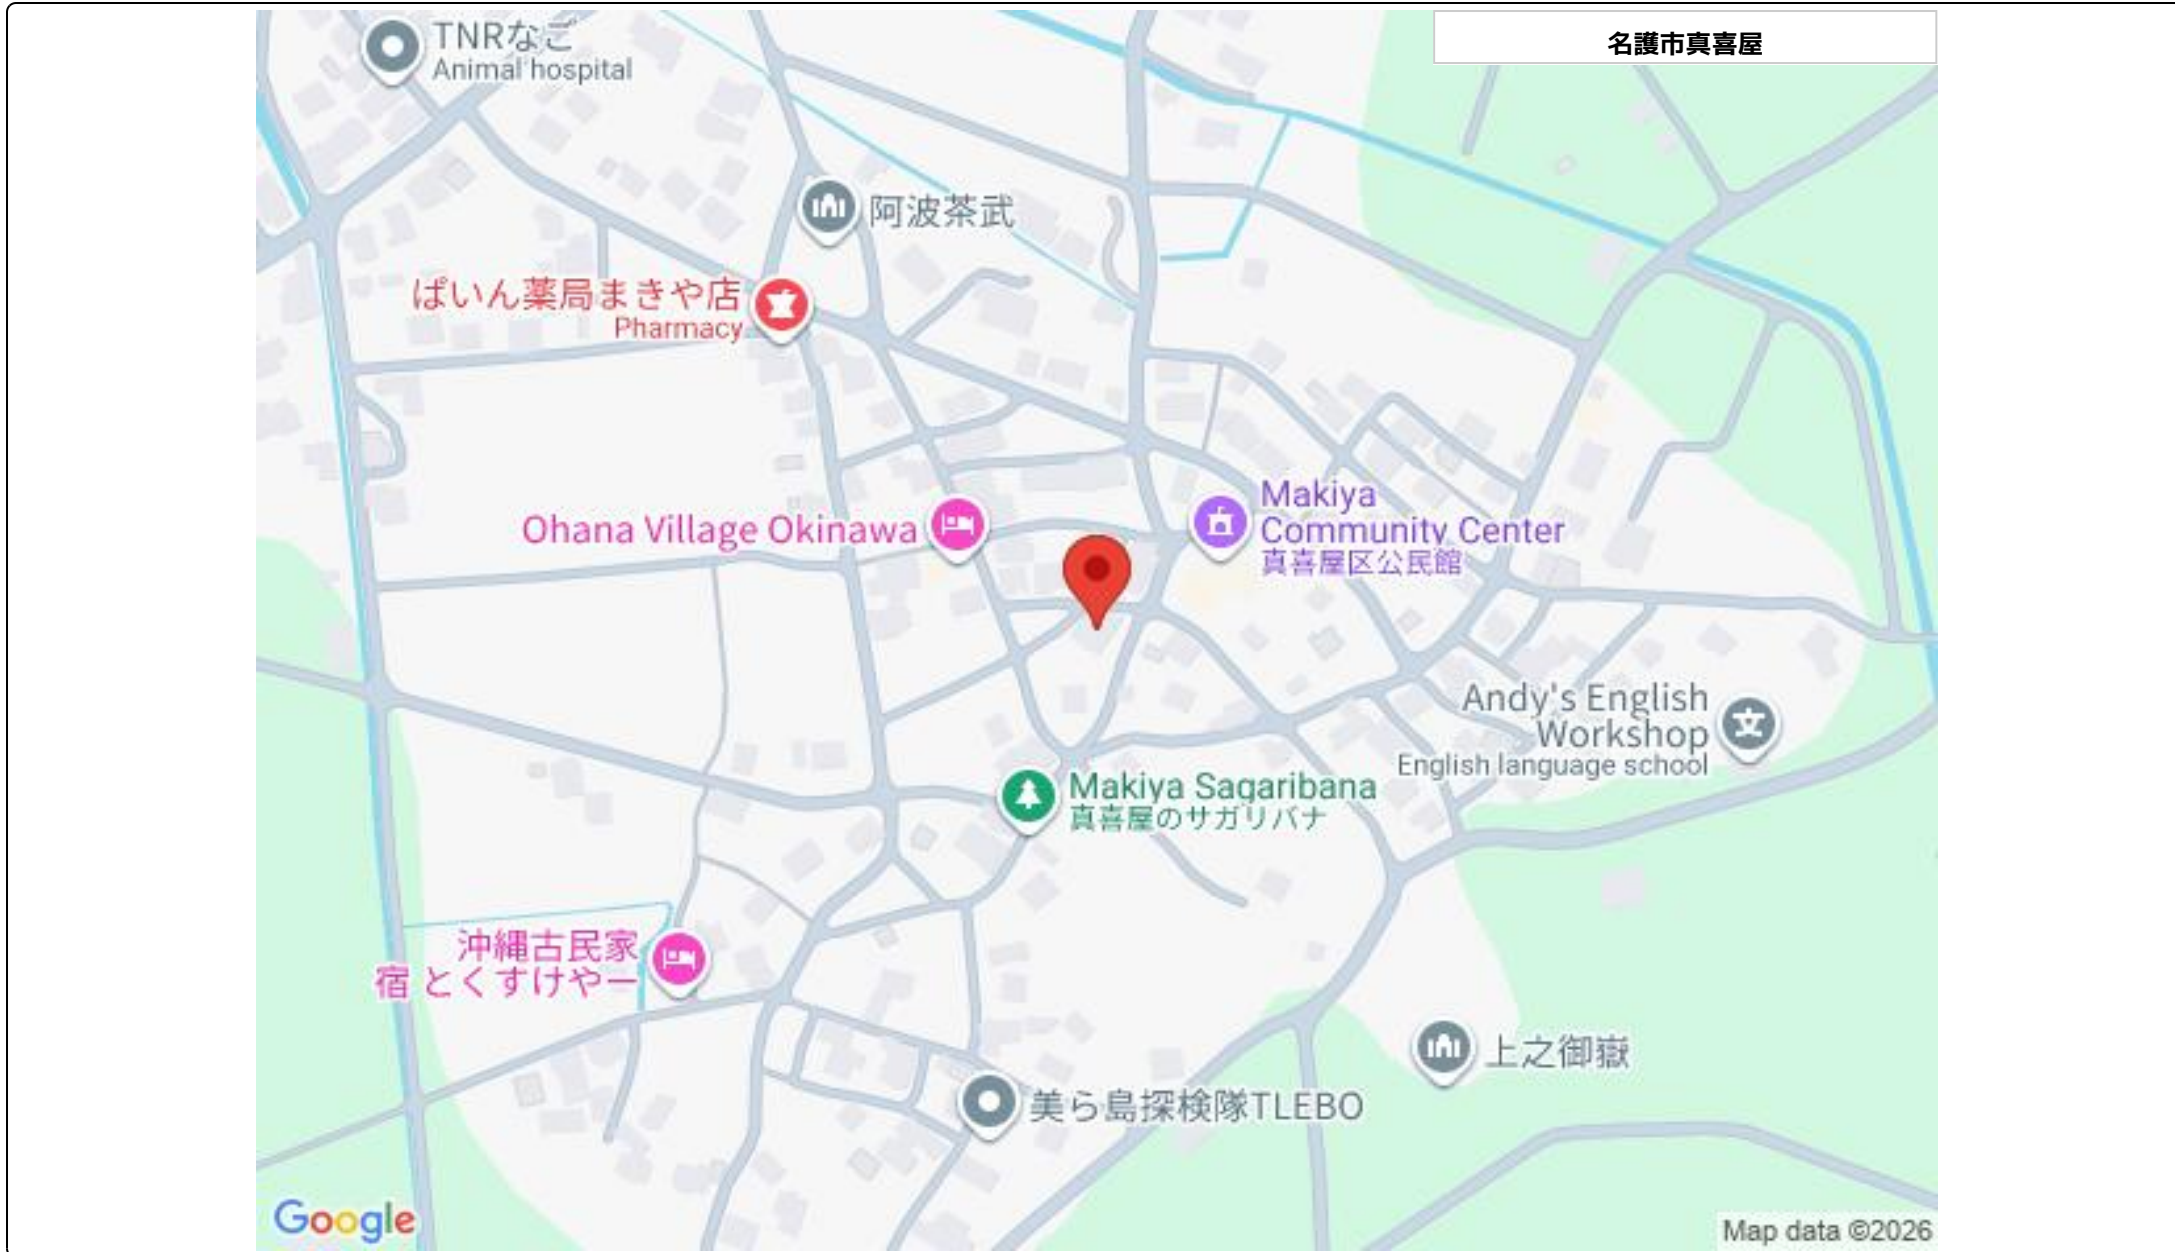 名護市真喜屋
TNRなご
Animal hospital
阿波茶武
ぱいん薬局まきや店
Pharmacy
Makiya
Community Center
真喜屋区公民館
Ohana Village Okinawa
Andy's English
Workshop
English language school
Makiya Sagaribana
真喜屋のサガリバナ
沖縄古民家
宿 とくすけやー
上之御嶽
美ら島探検隊TLEBO
Google
Map data ©2026